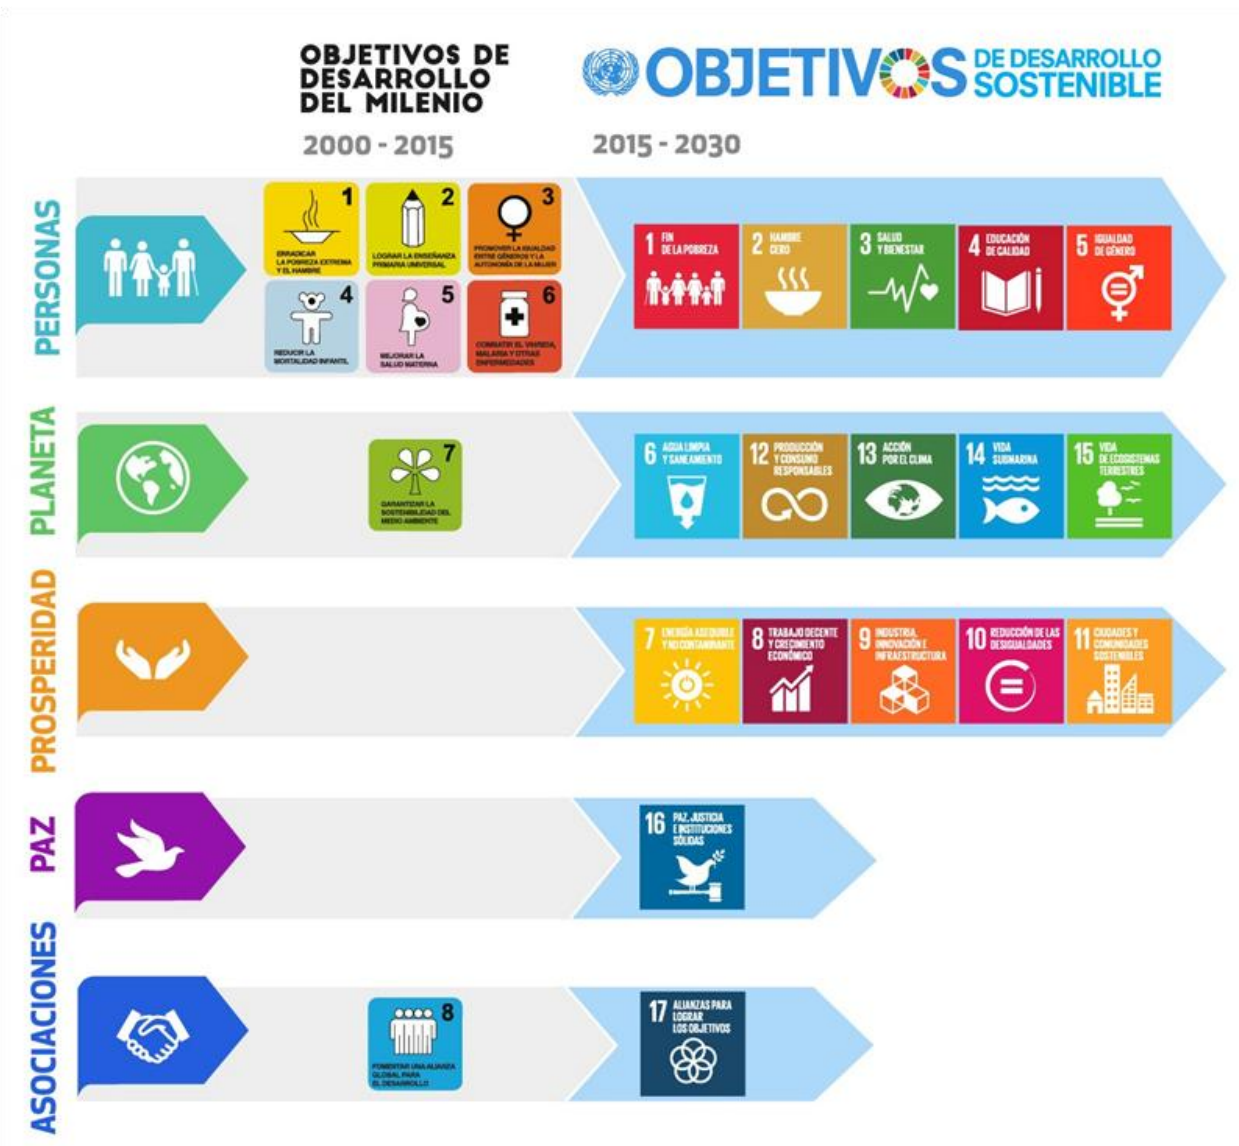 OBJETIVOS DE
DESARROLLO
DEL MILENIO
2000 - 2015
OBJETIVOS DE DESARROLLO
SOSTENIBLE
2015 - 2030
PERSONAS
1
ERRADICAR
LA POBREZA EXTREMA
Y EL HAMBRE
2
LOGRAR LA ENSEÑANZA
PRIMARIA UNIVERSAL
3
PROMOVER LA IGUALDAD
ENTRE GÉNEROS Y LA
AUTONOMÍA DE LA MUJER
4
REDUCIR LA
MORTALIDAD INFANTIL
5
MEJORAR LA
SALUD MATERNA
6
COMBATIR EL VIH/SIDA,
MALARIA Y OTRAS
ENFERMEDADES
1 FIN
DE LA POBREZA
2 HAMBRE
CERO
3 SALUD
Y BIENESTAR
4 EDUCACIÓN
DE CALIDAD
5 IGUALDAD
DE GÉNERO
PLANETA
7
GARANTIZAR LA
SOSTENIBILIDAD DEL
MEDIO AMBIENTE
6 AGUA LIMPIA
Y SANEAMIENTO
12 PRODUCCIÓN
Y CONSUMO
RESPONSABLES
13 ACCIÓN
POR EL CLIMA
14 VIDA
SUBMARINA
15 VIDA
DE ECOSISTEMAS
TERRESTRES
PROSPERIDAD
7 ENERGÍA ASEQUIBLE
Y NO CONTAMINANTE
8 TRABAJO DECENTE
Y CRECIMIENTO
ECONÓMICO
9 INDUSTRIA,
INNOVACIÓN E
INFRAESTRUCTURA
10 REDUCCIÓN DE LAS
DESIGUALDADES
11 CIUDADES Y
COMUNIDADES
SOSTENIBLES
PAZ
16 PAZ, JUSTICIA
E INSTITUCIONES
SÓLIDAS
ASOCIACIONES
8
FOMENTAR UNA ALIANZA
GLOBAL PARA
EL DESARROLLO
17 ALIANZAS PARA
LOGRAR
LOS OBJETIVOS